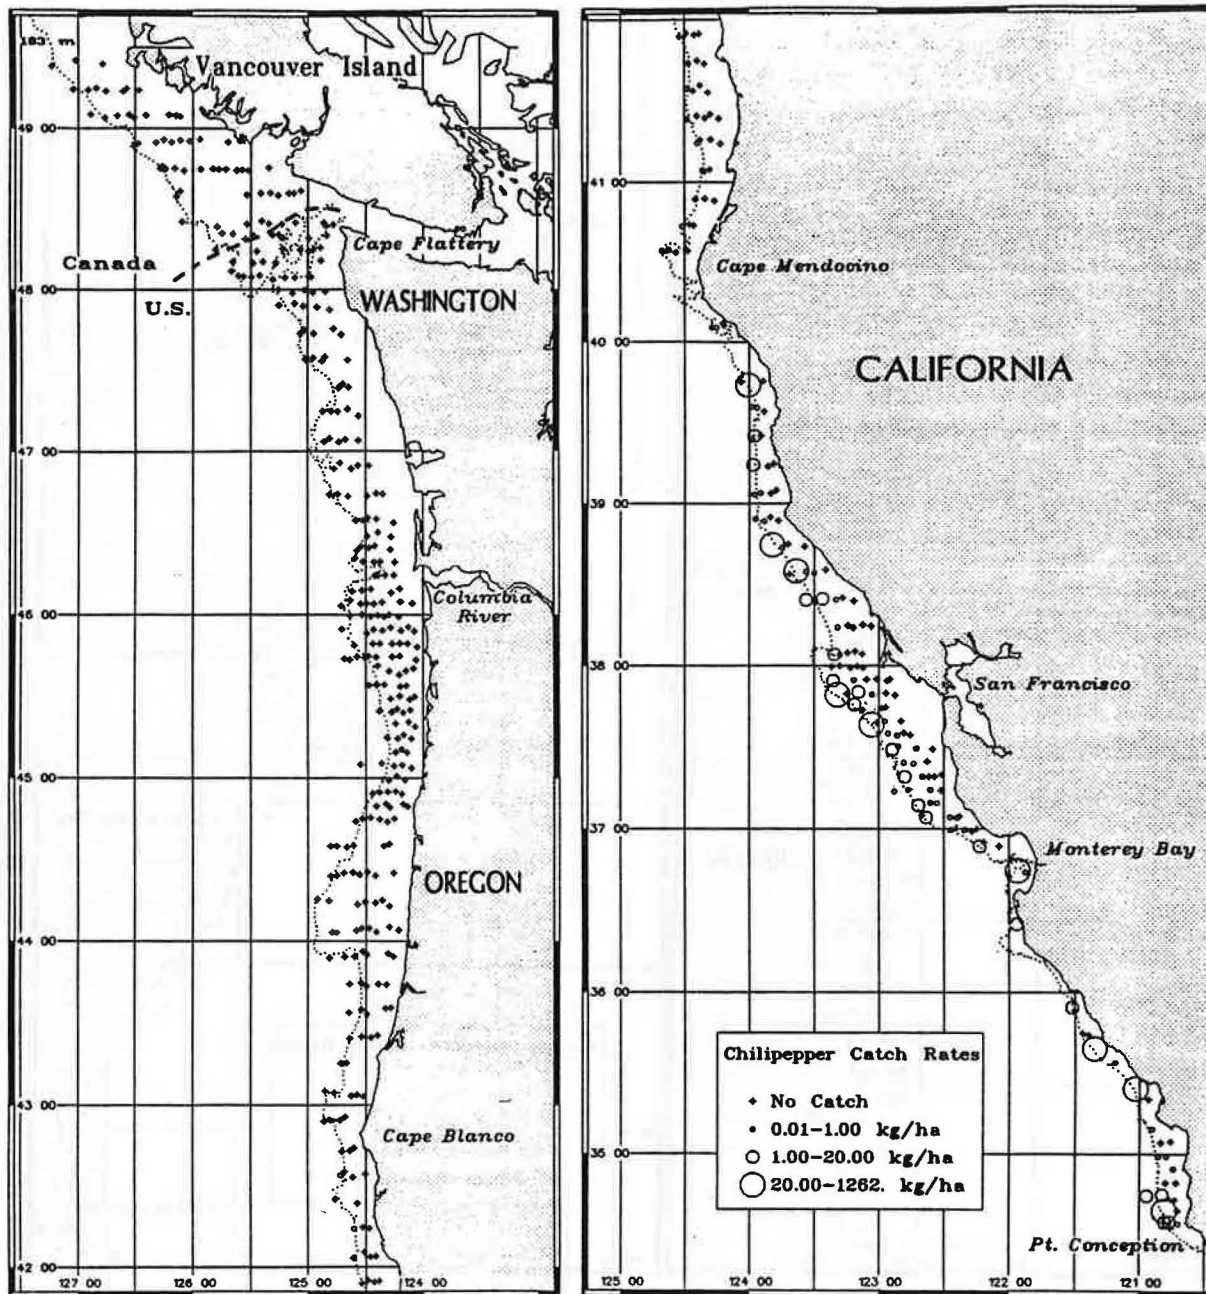 183 m
Vancouver Island
49 00
Cape Flattery
Canada
48 00
WASHINGTON
U.S.
47 00
Columbia
River
46 00
45 00
OREGON
44 00
43 00
Cape Blanco
42 00
127 00 126 00 125 00 124 00
41 00
Cape Mendocino
40 00
CALIFORNIA
39 00
38 00
San Francisco
37 00
Monterey Bay
36 00
Chilipepper Catch Rates
No Catch
0.01-1.00 kg/ha
1.00-20.00 kg/ha
20.00-1262. kg/ha
35 00
Pt. Conception
125 00 124 00 123 00 122 00 121 00